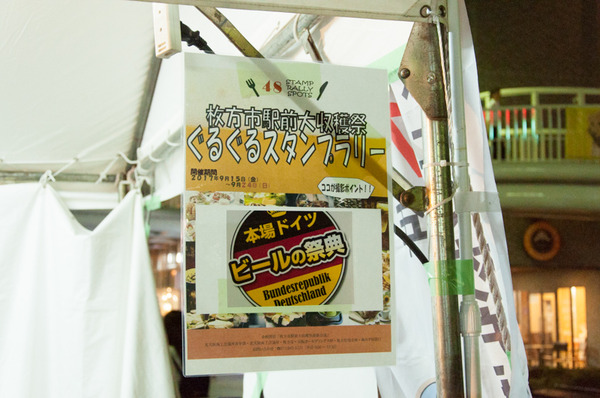 48
STAMP
RALLY
SPOTS
枚方市駅前大収穫祭
ぐるぐるスタンプラリー
開催期間
2017年9月15日(金)
～9月24日(日)
ココが撮影ポイント！！
本場ドイツ
ビールの祭典
Bundesrepublik
Deutschland